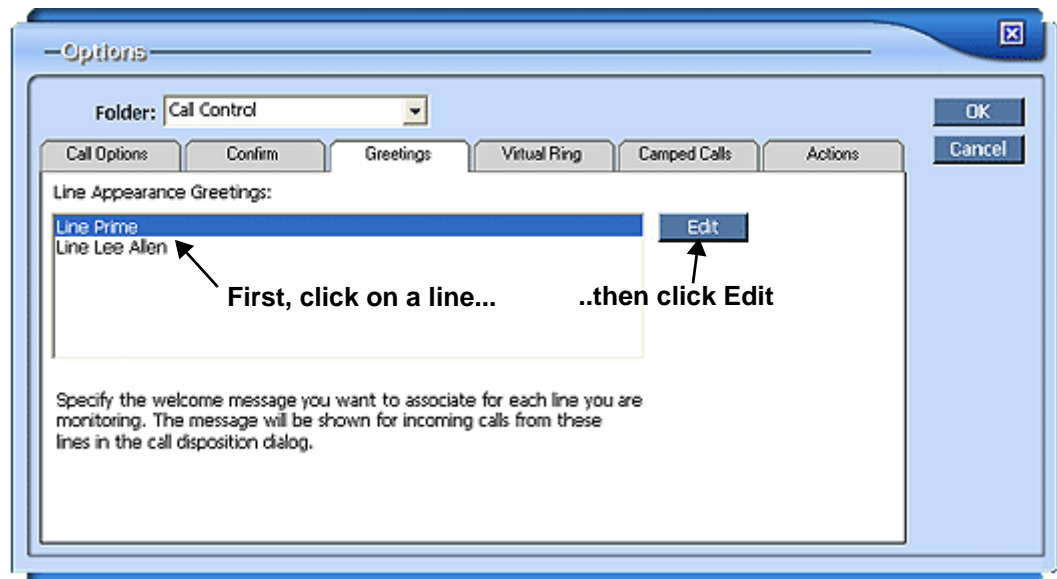 Options
Folder: Call Control
OK
Call Options Confirm Greetings Virtual Ring Camped Calls Actions
Cancel
Line Appearance Greetings:
Line Prime
Edit
Line Lee Allen
First, click on a line... ..then click Edit
Specify the welcome message you want to associate for each line you are
monitoring. The message will be shown for incoming calls from these
lines in the call disposition dialog.